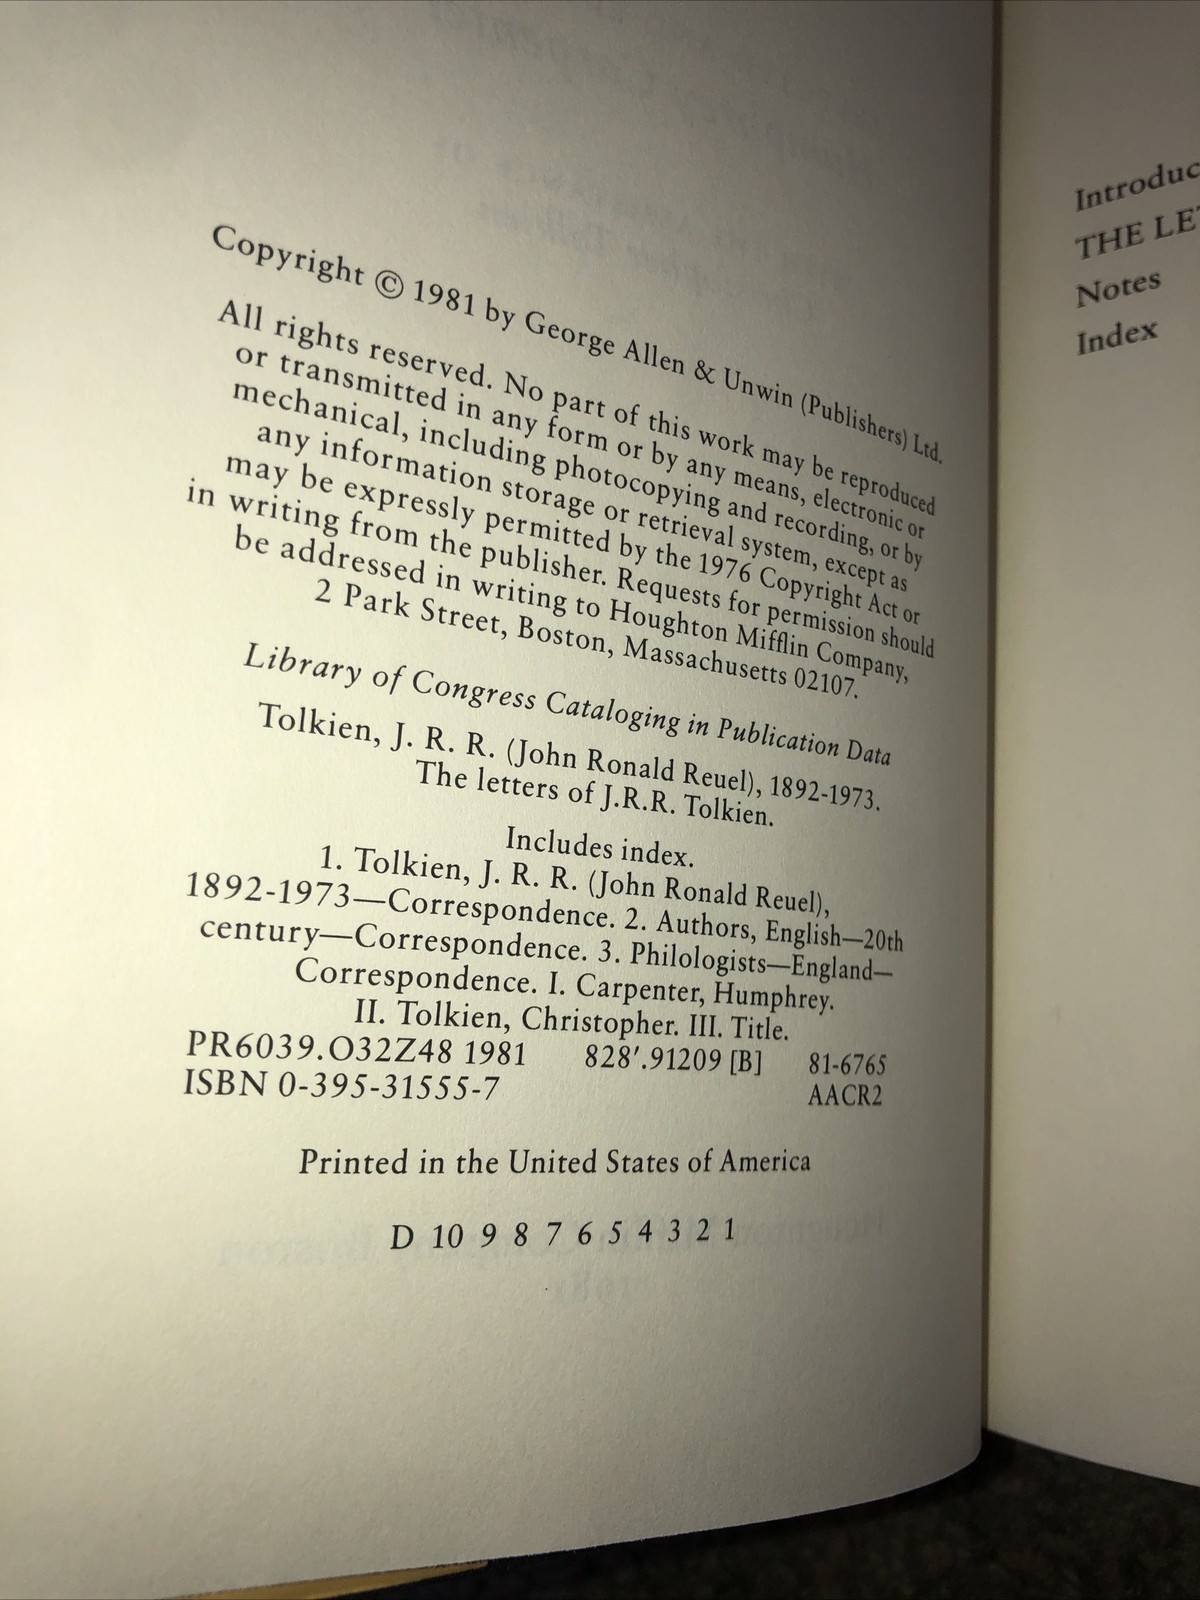 Copyright © 1981 by George Allen & Unwin (Publishers) Ltd.
All rights reserved. No part of this work may be reproduced
or transmitted in any form or by any means, electronic or
mechanical, including photocopying and recording, or by
any information storage or retrieval system, except as
may be expressly permitted by the 1976 Copyright Act or
in writing from the publisher. Requests for permission should
be addressed in writing to Houghton Mifflin Company,
2 Park Street, Boston, Massachusetts 02107.
Library of Congress Cataloging in Publication Data
Tolkien, J. R. R. (John Ronald Reuel), 1892-1973.
The letters of J.R.R. Tolkien.
Includes index.
1. Tolkien, J. R. R. (John Ronald Reuel),
1892-1973—Correspondence. 2. Authors, English—20th
century—Correspondence. 3. Philologists—England—
Correspondence. I. Carpenter, Humphrey.
II. Tolkien, Christopher. III. Title.
PR6039.O32Z48 1981 828′.91209 [B] 81-6765
ISBN 0-395-31555-7 AACR2
Printed in the United States of America
D 10 9 8 7 6 5 4 3 2 1
Introduc
THE LET
Notes
Index